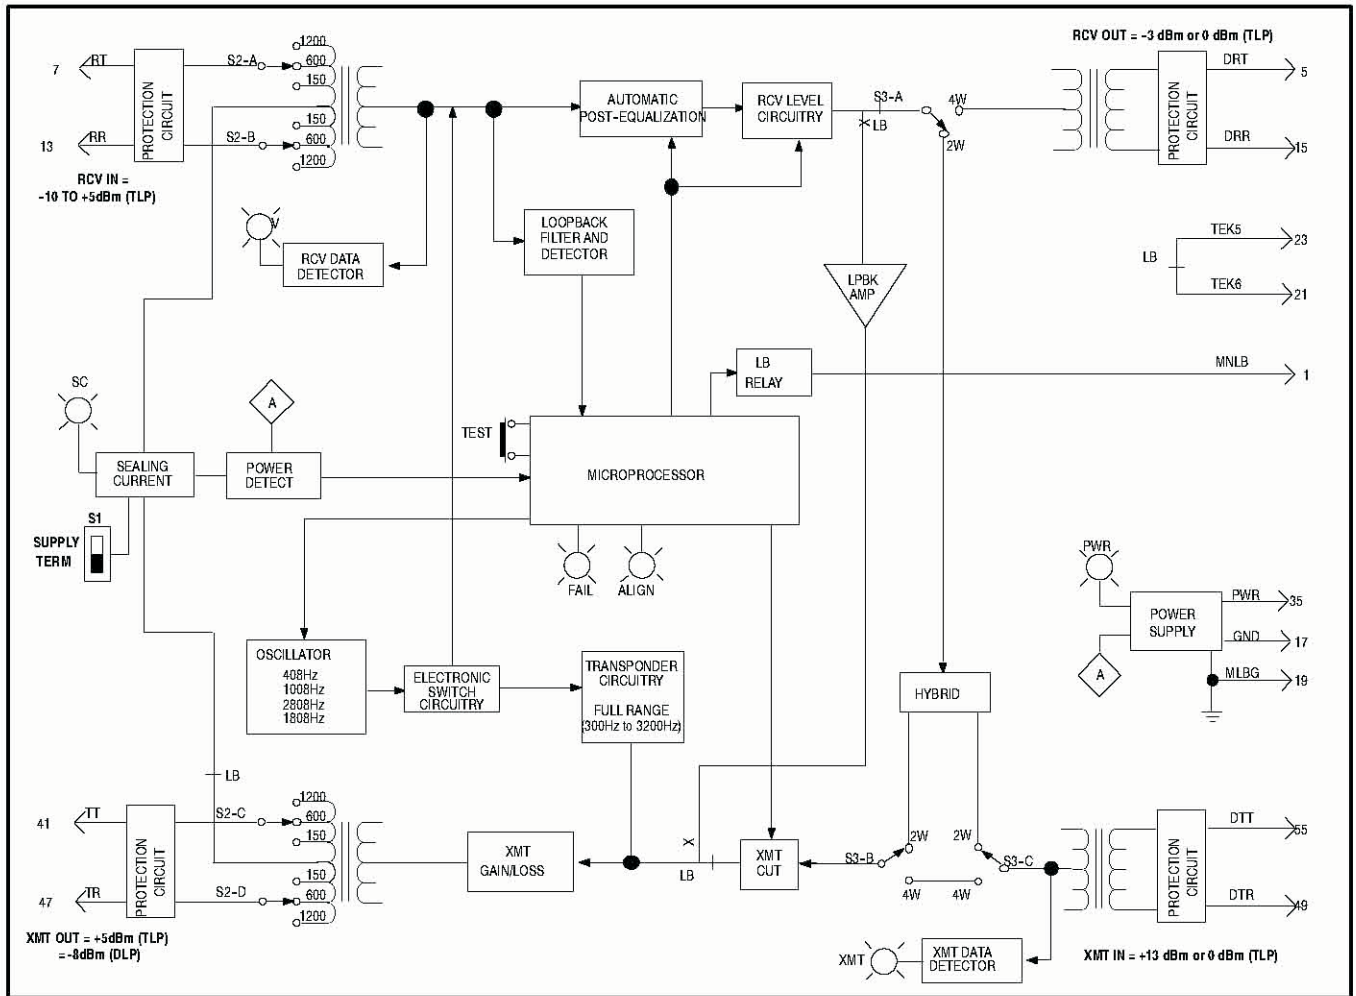 RCV OUT = -3 dBm or 0 dBm (TLP)
7
RT
PROTECTION CIRCUIT
S2-A
1200
600
150
150
600
1200
13
RR
S2-B
RCV IN =
-10 TO +5dBm (TLP)
AUTOMATIC
POST-EQUALIZATION
RCV LEVEL
CIRCUITRY
S3-A
LB
X
4W
2W
PROTECTION CIRCUIT
DRT
5
DRR
15
V
RCV DATA
DETECTOR
LOOPBACK
FILTER AND
DETECTOR
LPBK
AMP
LB
TEK5
23
TEK6
21
LB
RELAY
MNLB
1
SC
A
SEALING
CURRENT
POWER
DETECT
TEST
MICROPROCESSOR
S1
SUPPLY
TERM
FAIL
ALIGN
PWR
POWER
SUPPLY
A
PWR
35
GND
17
MLBG
19
OSCILLATOR
408Hz
1008Hz
2808Hz
1808Hz
ELECTRONIC
SWITCH
CIRCUITRY
TRANSPONDER
CIRCUITRY
FULL RANGE
(300Hz to 3200Hz)
HYBRID
LB
41
TT
PROTECTION CIRCUIT
S2-C
1200
600
150
150
600
1200
47
TR
S2-D
XMT OUT = +5dBm (TLP)
= -8dBm (DLP)
XMT
GAIN/LOSS
X
LB
XMT
CUT
S3-B
2W
2W
S3-C
4W
4W
XMT
XMT DATA
DETECTOR
PROTECTION CIRCUIT
DTT
55
DTR
49
XMT IN = +13 dBm or 0 dBm (TLP)